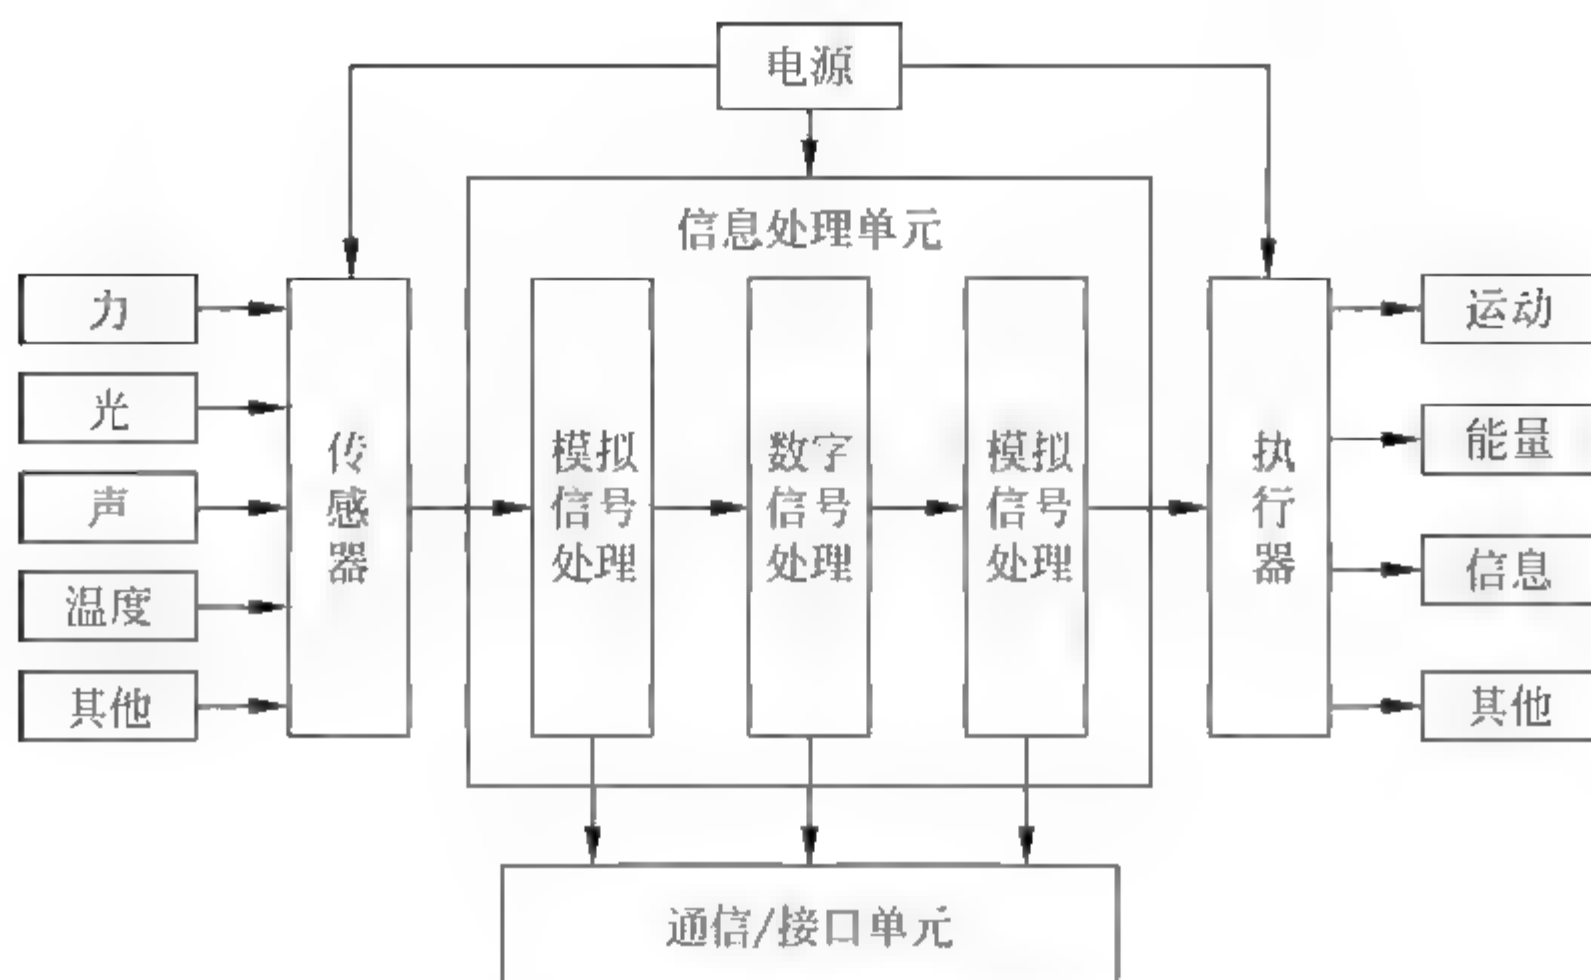 电源
信息处理单元
力
光
声
温度
其他
传
感
器
模拟
信号
处理
数字
信号
处理
模拟
信号
处理
执
行
器
运动
能量
信息
其他
通信/接口单元